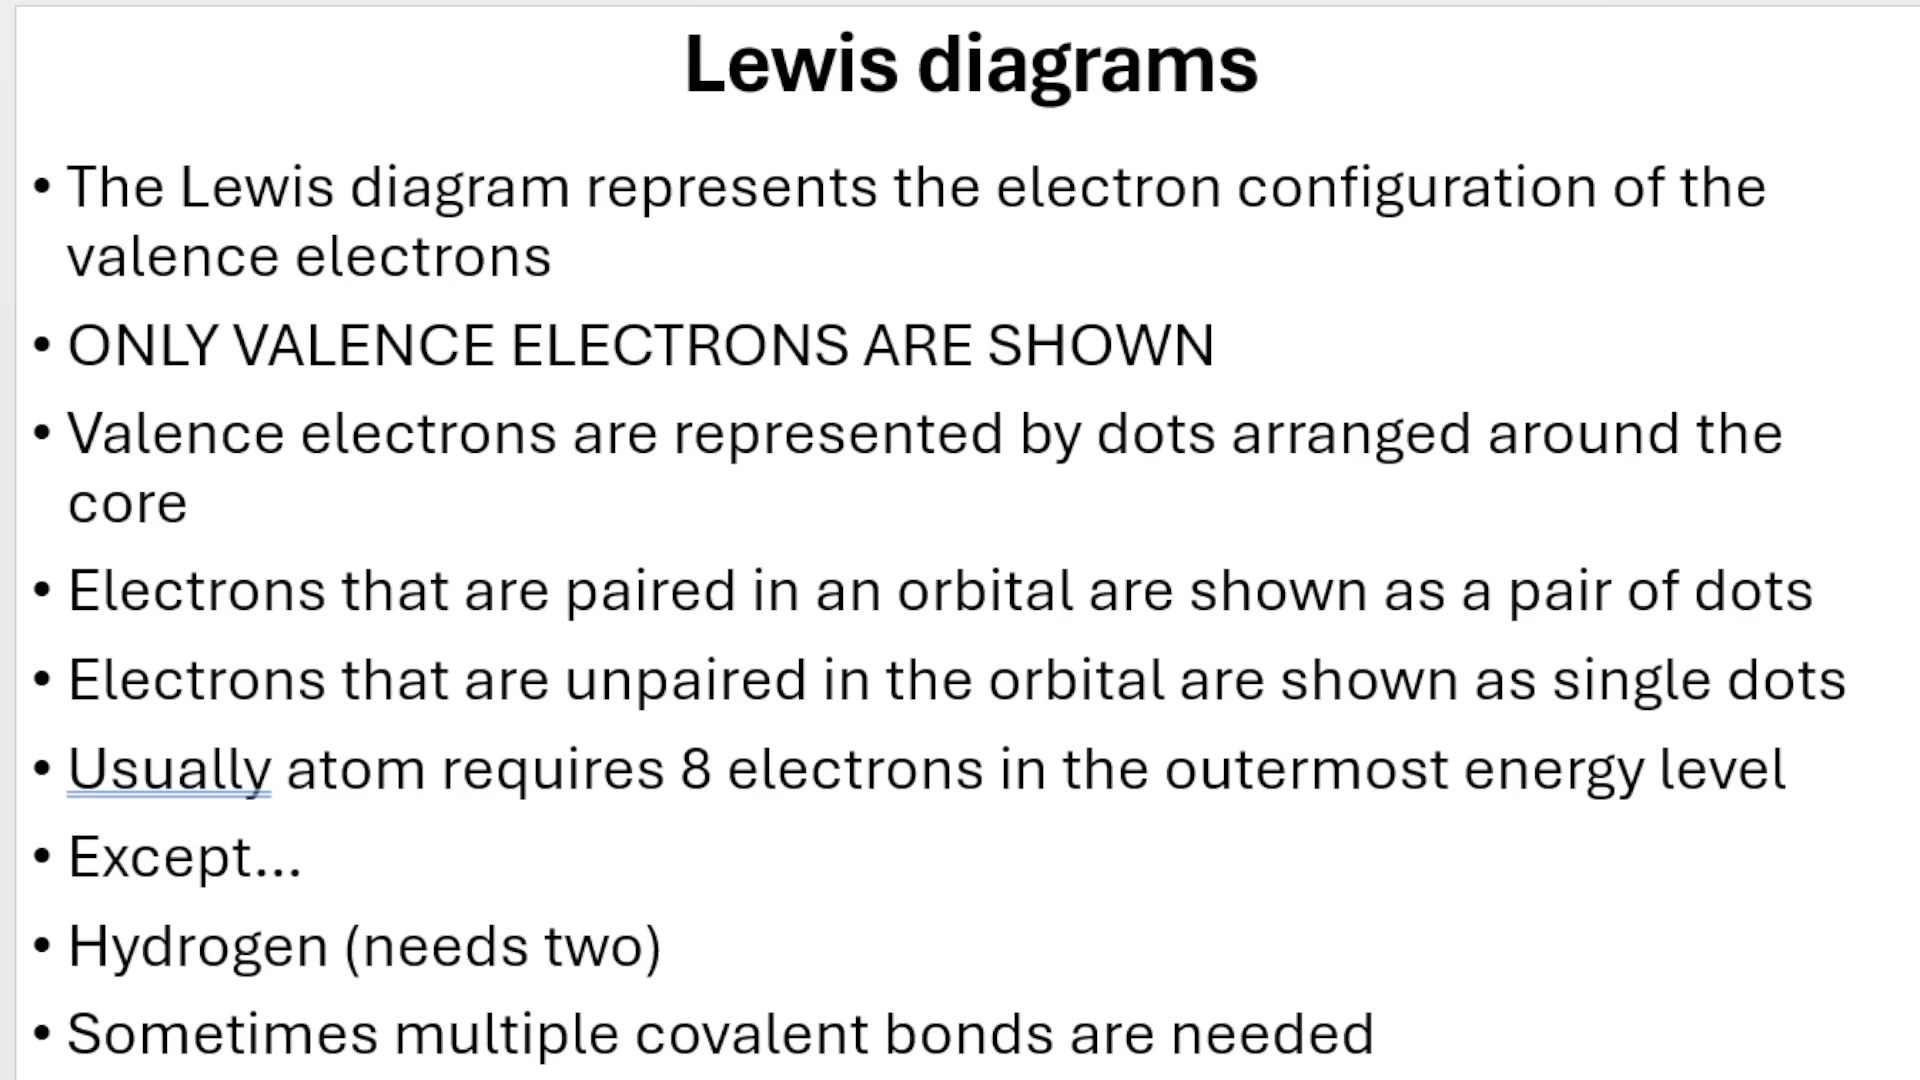 Lewis diagrams
• The Lewis diagram represents the electron configuration of the
valence electrons
• ONLY VALENCE ELECTRONS ARE SHOWN
• Valence electrons are represented by dots arranged around the
core
• Electrons that are paired in an orbital are shown as a pair of dots
• Electrons that are unpaired in the orbital are shown as single dots
• Usually atom requires 8 electrons in the outermost energy level
• Except...
• Hydrogen (needs two)
• Sometimes multiple covalent bonds are needed